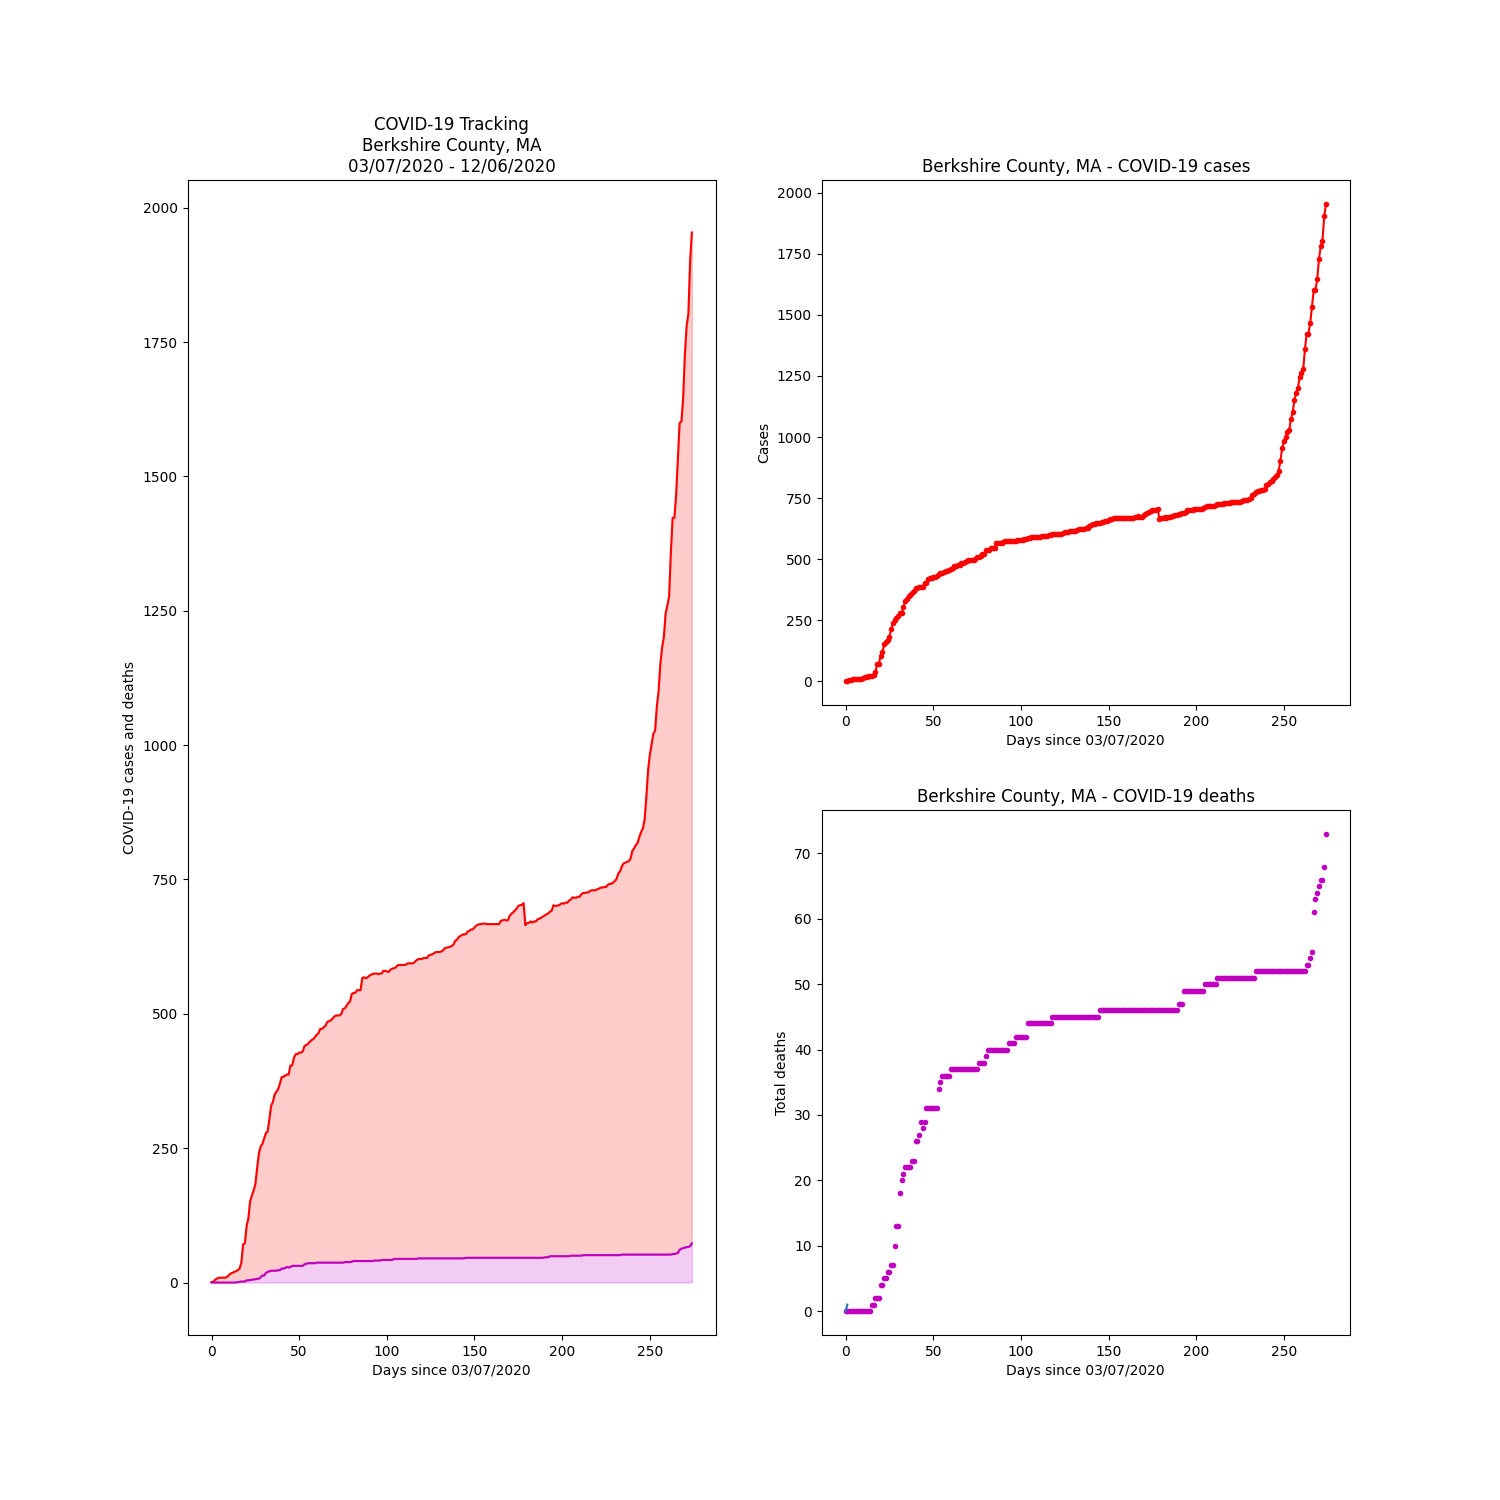 COVID-19 Tracking
Berkshire County, MA
03/07/2020 - 12/06/2020
COVID-19 cases and deaths
2000
1750
1500
1250
1000
750
500
250
0
0 50 100 150 200 250
Days since 03/07/2020
Berkshire County, MA - COVID-19 cases
Cases
2000
1750
1500
1250
1000
750
500
250
0
0 50 100 150 200 250
Days since 03/07/2020
Berkshire County, MA - COVID-19 deaths
Total deaths
70
60
50
40
30
20
10
0
0 50 100 150 200 250
Days since 03/07/2020